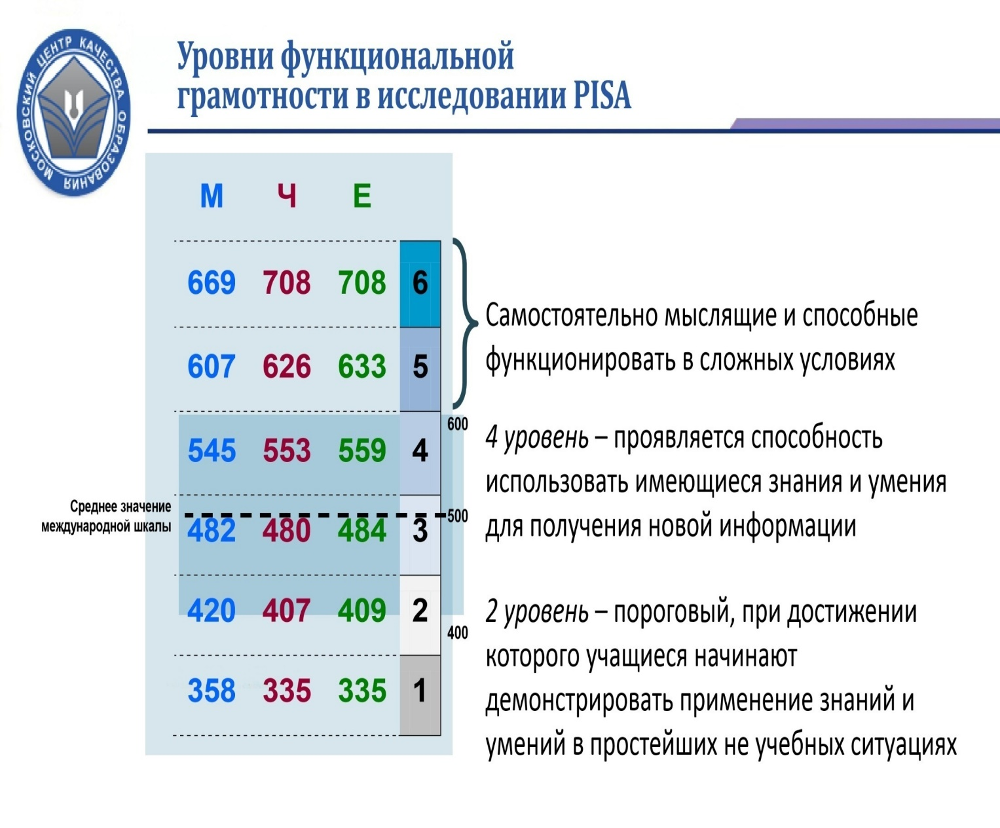 МОСКОВСКИЙ ЦЕНТР КАЧЕСТВА ОБРАЗОВАНИЯ
Уровни функциональной
грамотности в исследовании PISA
М Ч Е
669 708 708 6
607 626 633 5
Самостоятельно мыслящие и способные
функционировать в сложных условиях
600
545 553 559 4
4 уровень – проявляется способность
использовать имеющиеся знания и умения
для получения новой информации
Среднее значение
международной шкалы
500
482 480 484 3
420 407 409 2
400
358 335 335 1
2 уровень – пороговый, при достижении
которого учащиеся начинают
демонстрировать применение знаний и
умений в простейших не учебных ситуациях